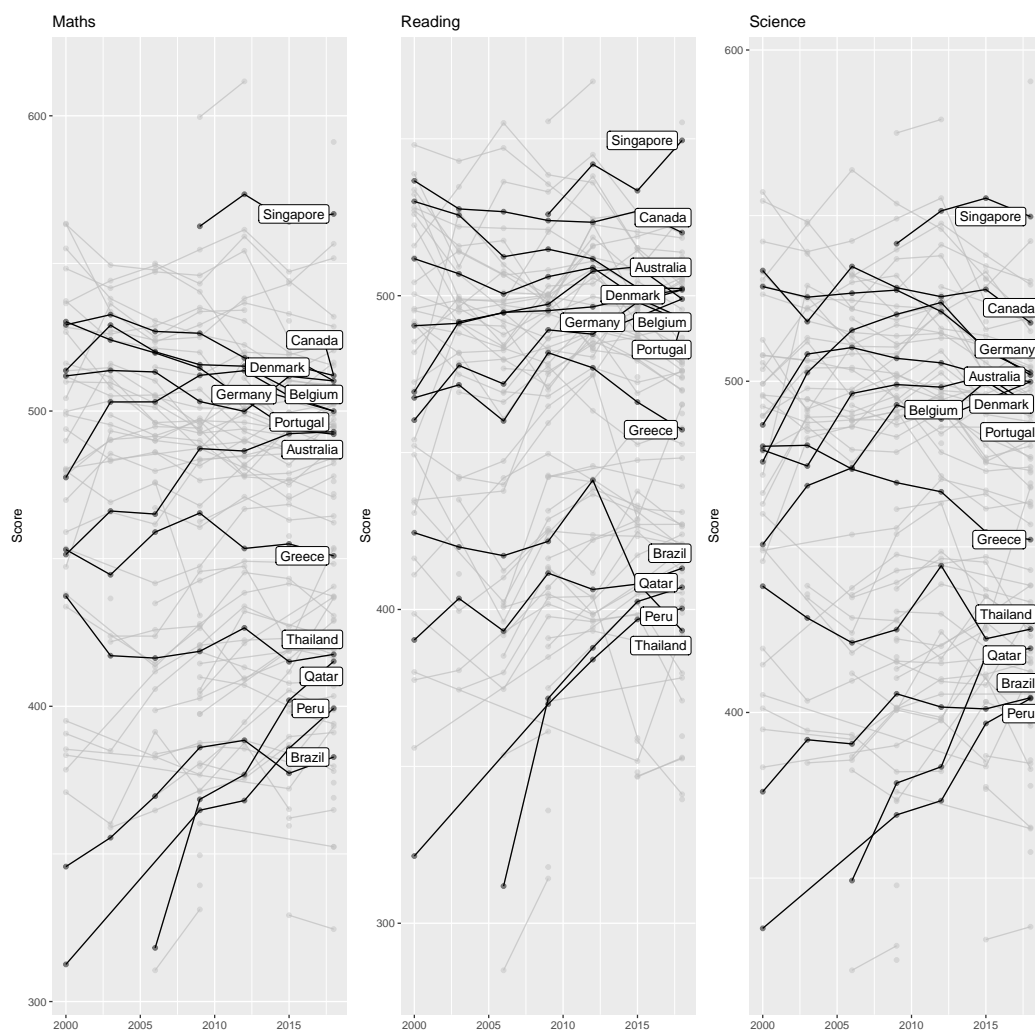 Maths
Score
600
500
400
300
2000
2005
2010
2015
Singapore
Canada
Denmark
Germany
Belgium
Portugal
Australia
Greece
Thailand
Qatar
Peru
Brazil
Reading
Score
500
400
300
2000
2005
2010
2015
Singapore
Canada
Australia
Denmark
Germany
Belgium
Portugal
Greece
Brazil
Qatar
Peru
Thailand
Science
Score
600
500
400
2000
2005
2010
2015
Singapore
Canada
Germany
Australia
Belgium
Denmark
Portugal
Greece
Thailand
Qatar
Brazil
Peru